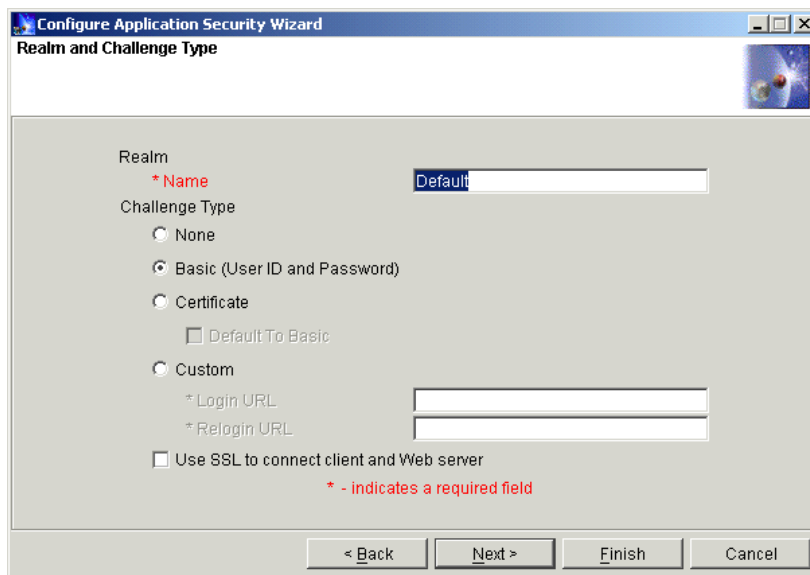 Configure Application Security Wizard
Realm and Challenge Type
Realm
* Name Default
Challenge Type
None
Basic (User ID and Password)
Certificate
Default To Basic
Custom
* Login URL
* Relogin URL
Use SSL to connect client and Web server
* - indicates a required field
< Back Next > Finish Cancel